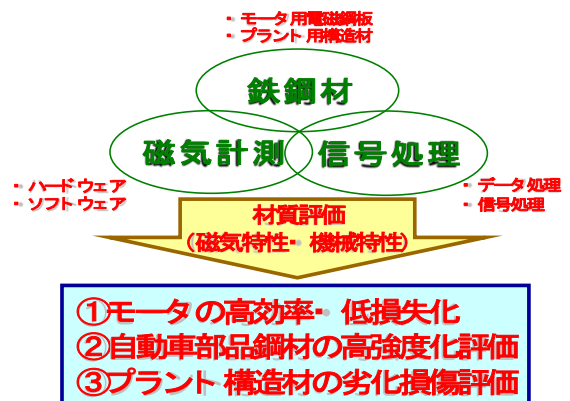 ・モータ用電磁鋼板
・プラント用構造材
鉄鋼材
磁気計測
信号処理
・ハードウェア
・ソフトウェア
・データ処理
・信号処理
材質評価
（磁気特性・機械特性）
①モータの高効率・低損失化
②自動車部品鋼材の高強度化評価
③プラント構造材の劣化損傷評価